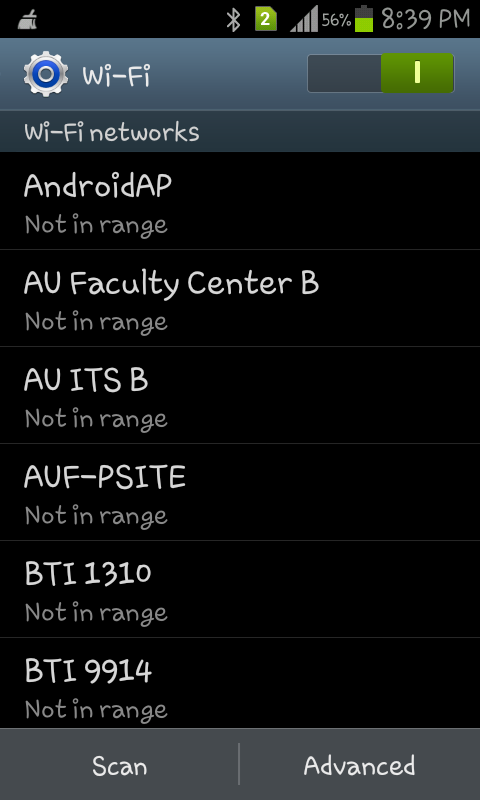 2 56% 8:39 PM
Wi-Fi
Wi-Fi networks
AndroidAP
Not in range
AU Faculty Center B
Not in range
AU ITS B
Not in range
AUF-PSITE
Not in range
BTI 1310
Not in range
BTI 9914
Not in range
Scan Advanced